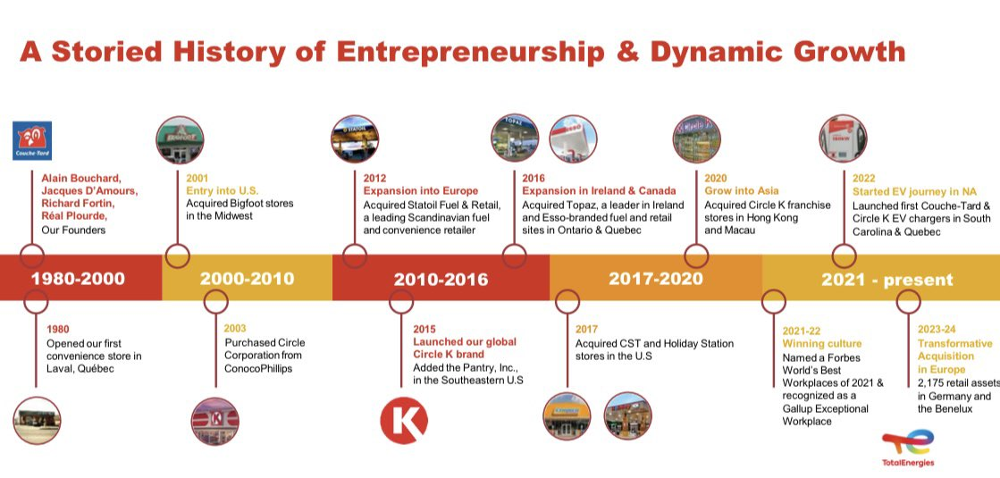 A Storied History of Entrepreneurship & Dynamic Growth
Couche-Tard
Alain Bouchard,
Jacques D'Amours,
Richard Fortin,
Réal Plourde,
Our Founders
2001
Entry into U.S.
Acquired Bigfoot stores
in the Midwest
STATOIL
2012
Expansion into Europe
Acquired Statoil Fuel & Retail,
a leading Scandinavian fuel
and convenience retailer
TOPAZ
Esso
2016
Expansion in Ireland & Canada
Acquired Topaz, a leader in Ireland
and Esso-branded fuel and retail
sites in Ontario & Quebec
Circle K
2020
Grow into Asia
Acquired Circle K franchise
stores in Hong Kong
and Macau
2022
Started EV journey in NA
Launched first Couche-Tard &
Circle K EV chargers in South
Carolina & Quebec
1980-2000
2000-2010
2010-2016
2017-2020
2021 - present
1980
Opened our first
convenience store in
Laval, Québec
2003
Purchased Circle
Corporation from
ConocoPhillips
K
2015
Launched our global
Circle K brand
Added the Pantry, Inc.,
in the Southeastern U.S
K
2017
Acquired CST and Holiday Station
stores in the U.S
2021-22
Winning culture
Named a Forbes
World's Best
Workplaces of 2021 &
recognized as a
Gallup Exceptional
Workplace
2023-24
Transformative
Acquisition
in Europe
2,175 retail assets
in Germany and
the Benelux
TotalEnergies